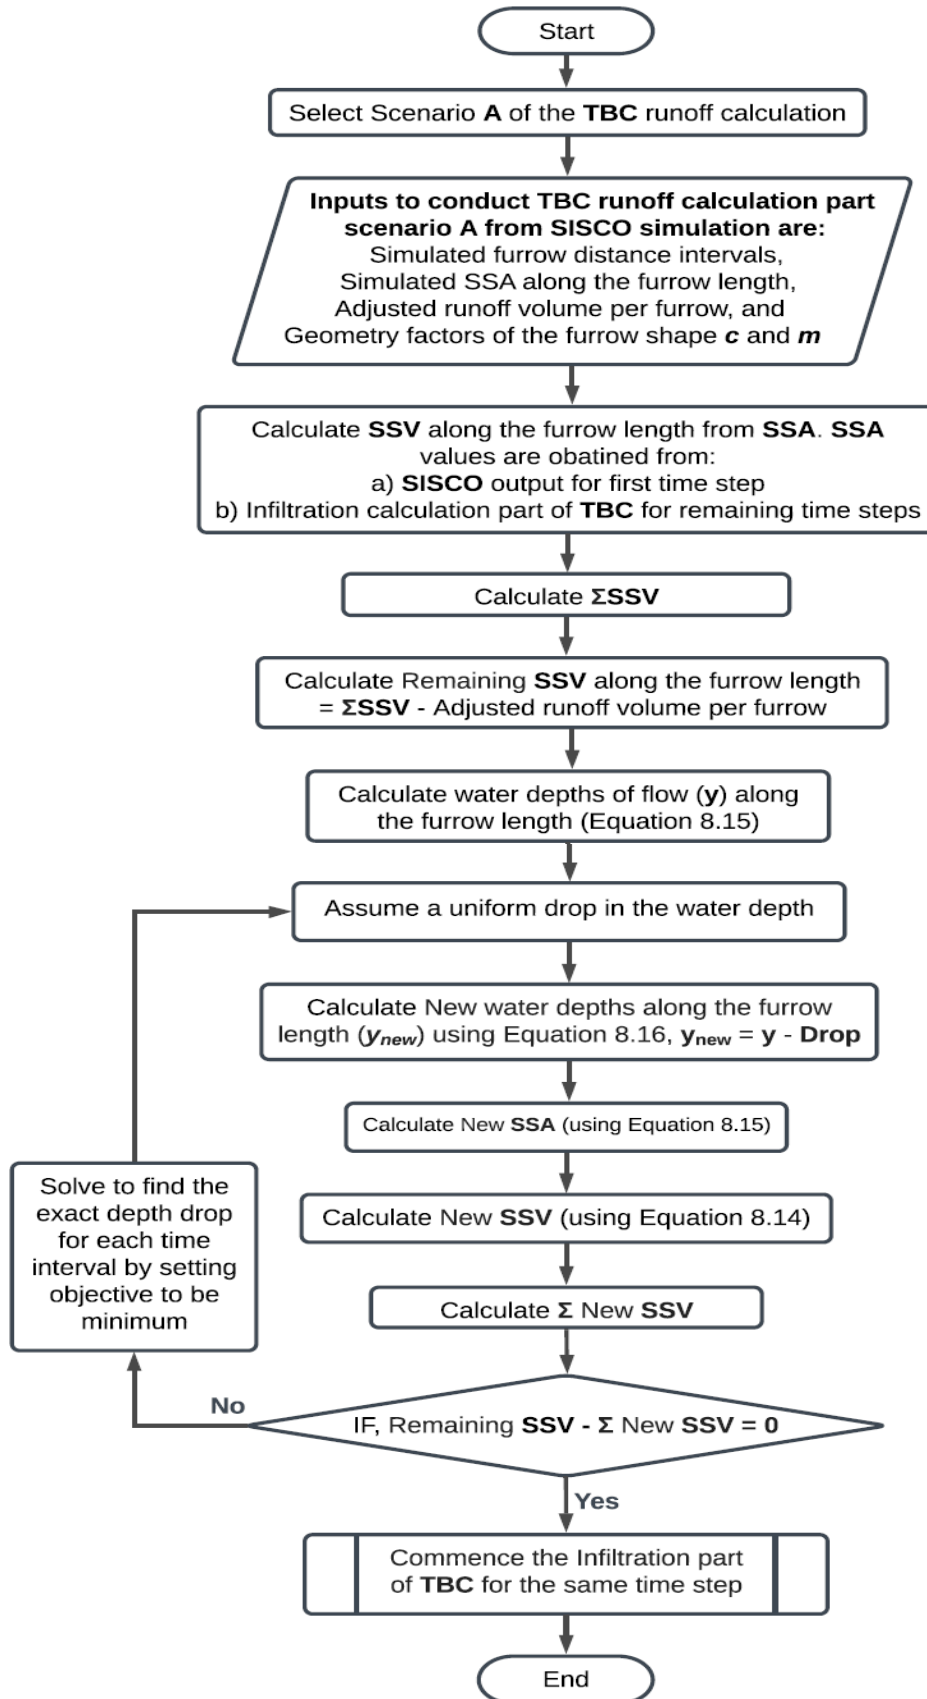 Start
Select Scenario A of the TBC runoff calculation
Inputs to conduct TBC runoff calculation part
scenario A from SISCO simulation are:
Simulated furrow distance intervals,
Simulated SSA along the furrow length,
Adjusted runoff volume per furrow, and
Geometry factors of the furrow shape c and m
Calculate SSV along the furrow length from SSA. SSA
values are obatined from:
a) SISCO output for first time step
b) Infiltration calculation part of TBC for remaining time steps
Calculate ΣSSV
Calculate Remaining SSV along the furrow length
= ΣSSV - Adjusted runoff volume per furrow
Calculate water depths of flow (y) along
the furrow length (Equation 8.15)
Assume a uniform drop in the water depth
Calculate New water depths along the furrow
length (ynew) using Equation 8.16, ynew = y - Drop
Calculate New SSA (using Equation 8.15)
Solve to find the
exact depth drop
for each time
interval by setting
objective to be
minimum
Calculate New SSV (using Equation 8.14)
Calculate Σ New SSV
No
IF, Remaining SSV - Σ New SSV = 0
Yes
Commence the Infiltration part
of TBC for the same time step
End